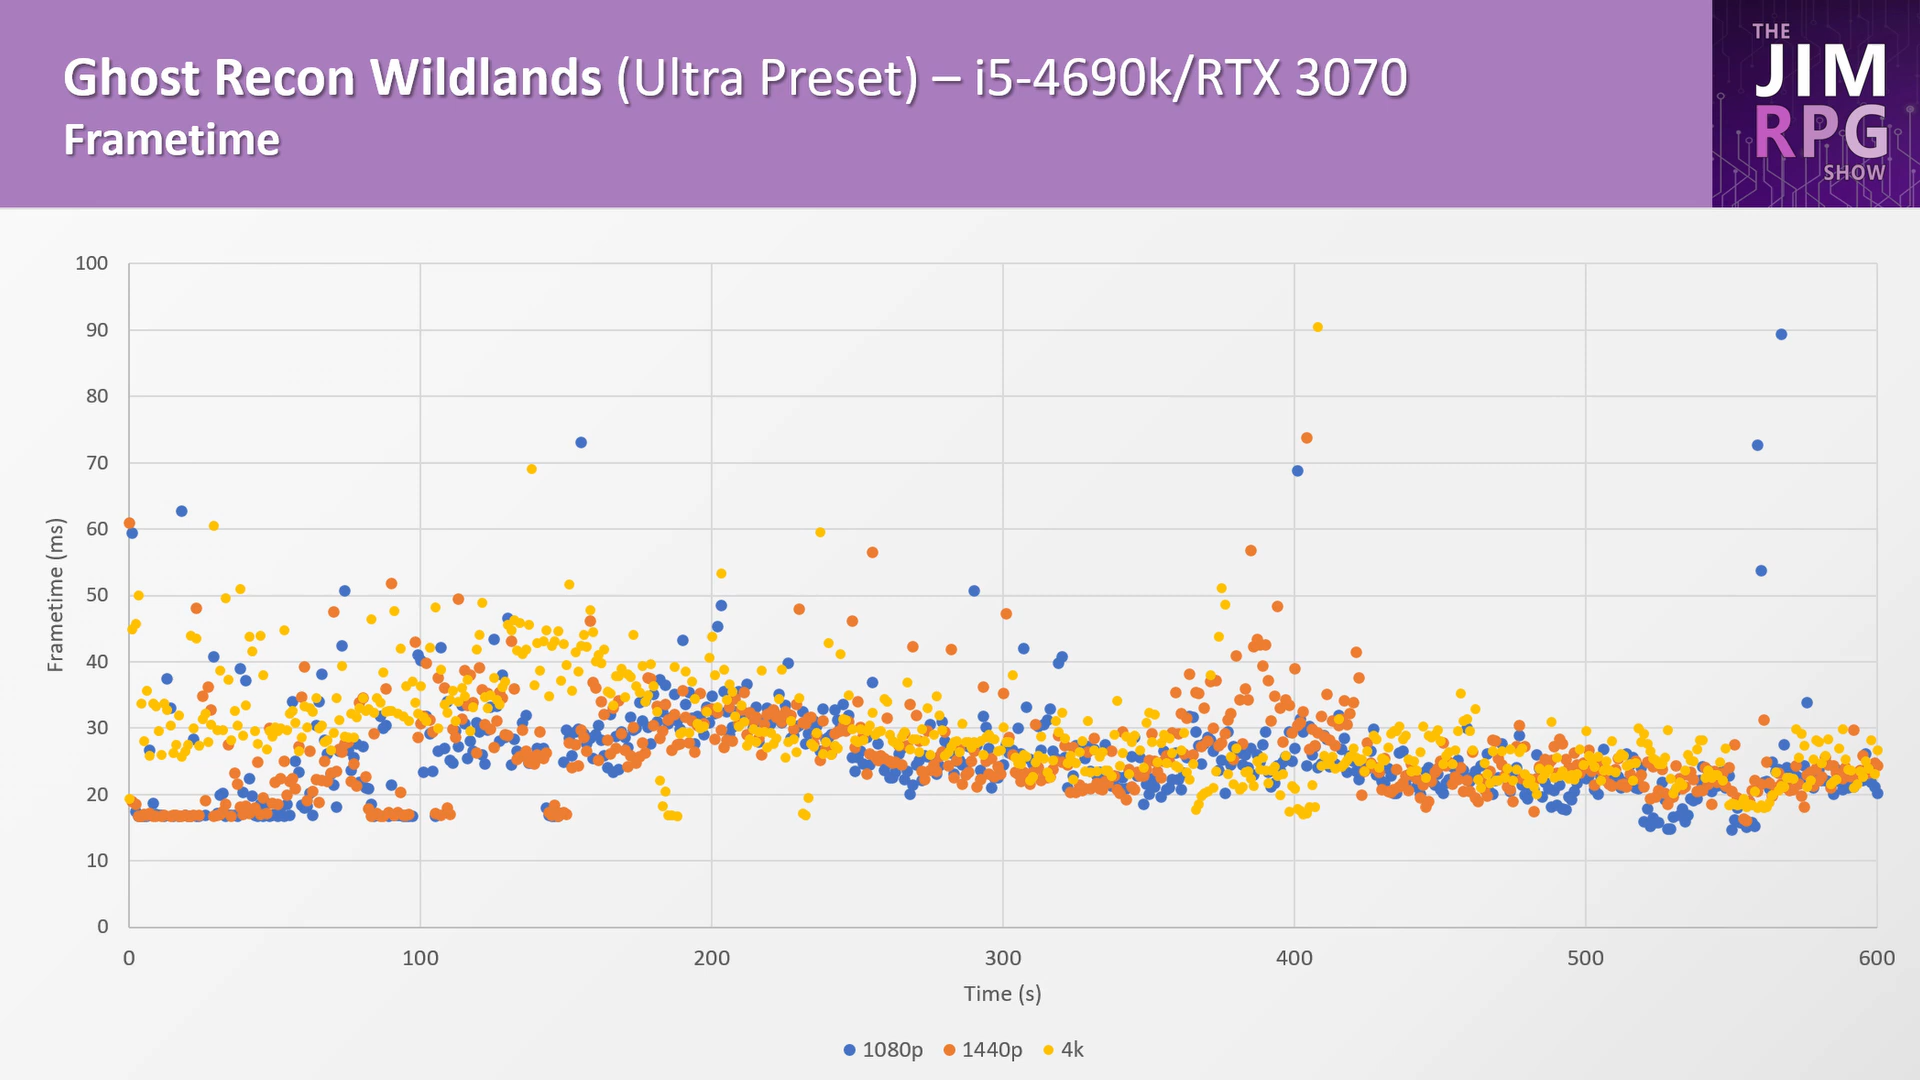 Ghost Recon Wildlands (Ultra Preset) – i5-4690k/RTX 3070
Frametime
THE
JIM
RPG
SHOW
100
90
80
70
60
50
40
30
20
10
0
Frametime (ms)
0 100 200 300 400 500 600
Time (s)
1080p 1440p 4k